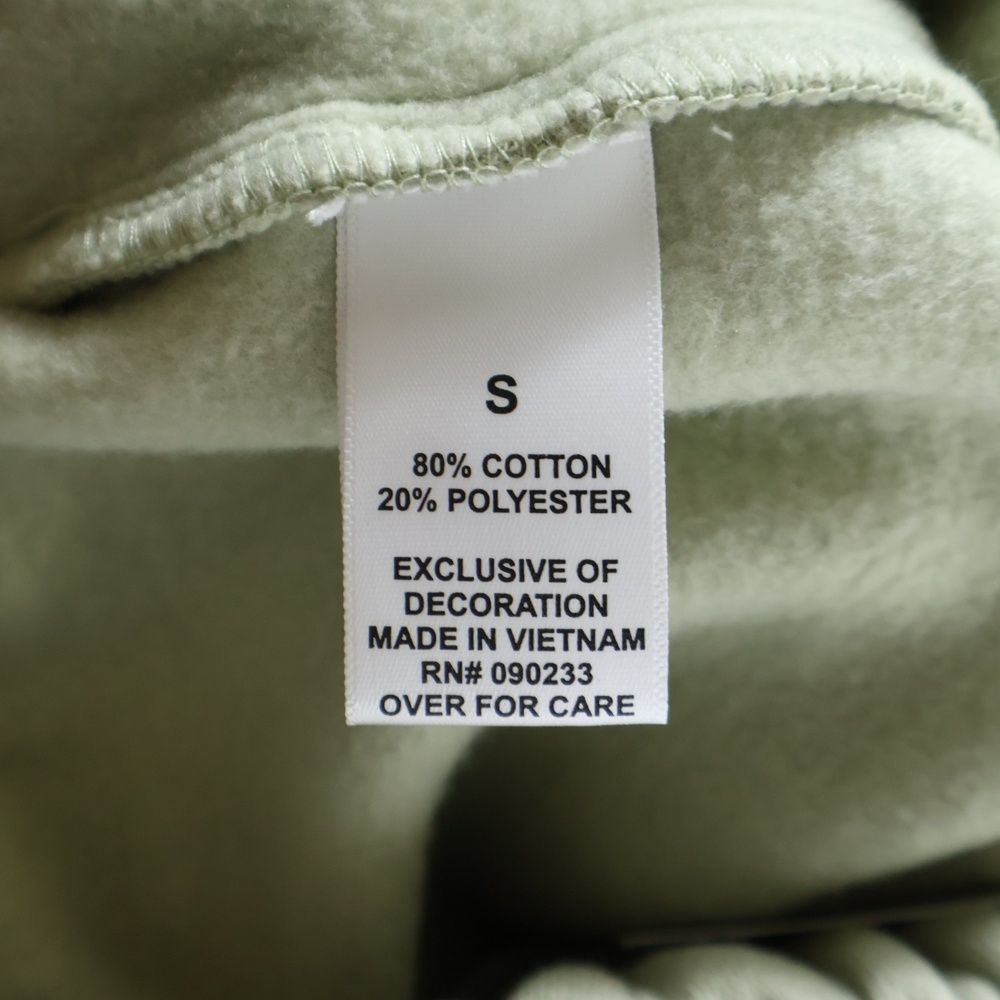 S
80% COTTON
20% POLYESTER
EXCLUSIVE OF
DECORATION
MADE IN VIETNAM
RN# 090233
OVER FOR CARE